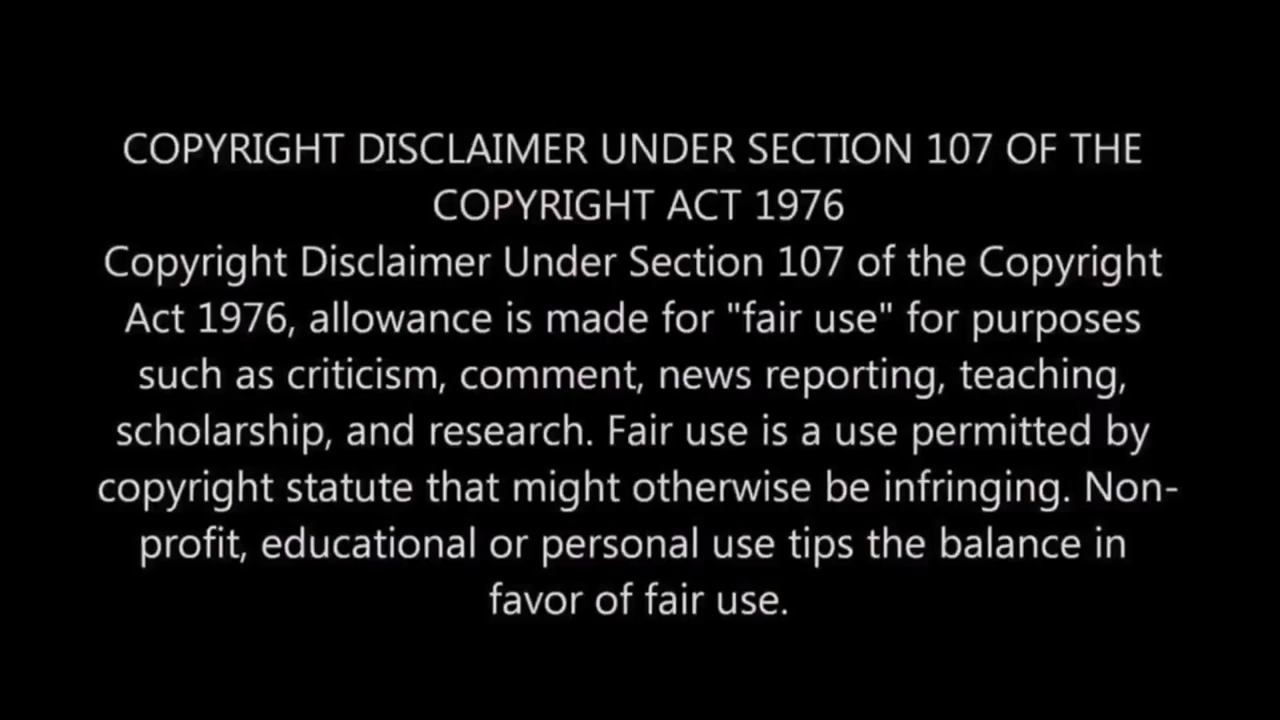 COPYRIGHT DISCLAIMER UNDER SECTION 107 OF THE
COPYRIGHT ACT 1976
Copyright Disclaimer Under Section 107 of the Copyright
Act 1976, allowance is made for "fair use" for purposes
such as criticism, comment, news reporting, teaching,
scholarship, and research. Fair use is a use permitted by
copyright statute that might otherwise be infringing. Non-
profit, educational or personal use tips the balance in
favor of fair use.